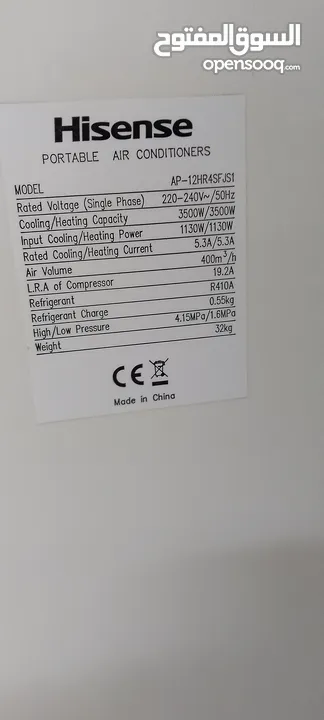 السوق المفتوح
opensooq.com
Hisense
PORTABLE AIR CONDITIONERS
MODEL AP-12HR4SFJS1
Rated Voltage (Single Phase) 220-240V~/50Hz
Cooling/Heating Capacity 3500W/3500W
Input Cooling/Heating Power 1130W/1130W
Rated Cooling/Heating Current 5.3A/5.3A
Air Volume 400m³/h
L.R.A of Compressor 19.2A
Refrigerant R410A
Refrigerant Charge 0.55kg
High/Low Pressure 4.15MPa/1.6MPa
Weight 32kg
CE
Made in China